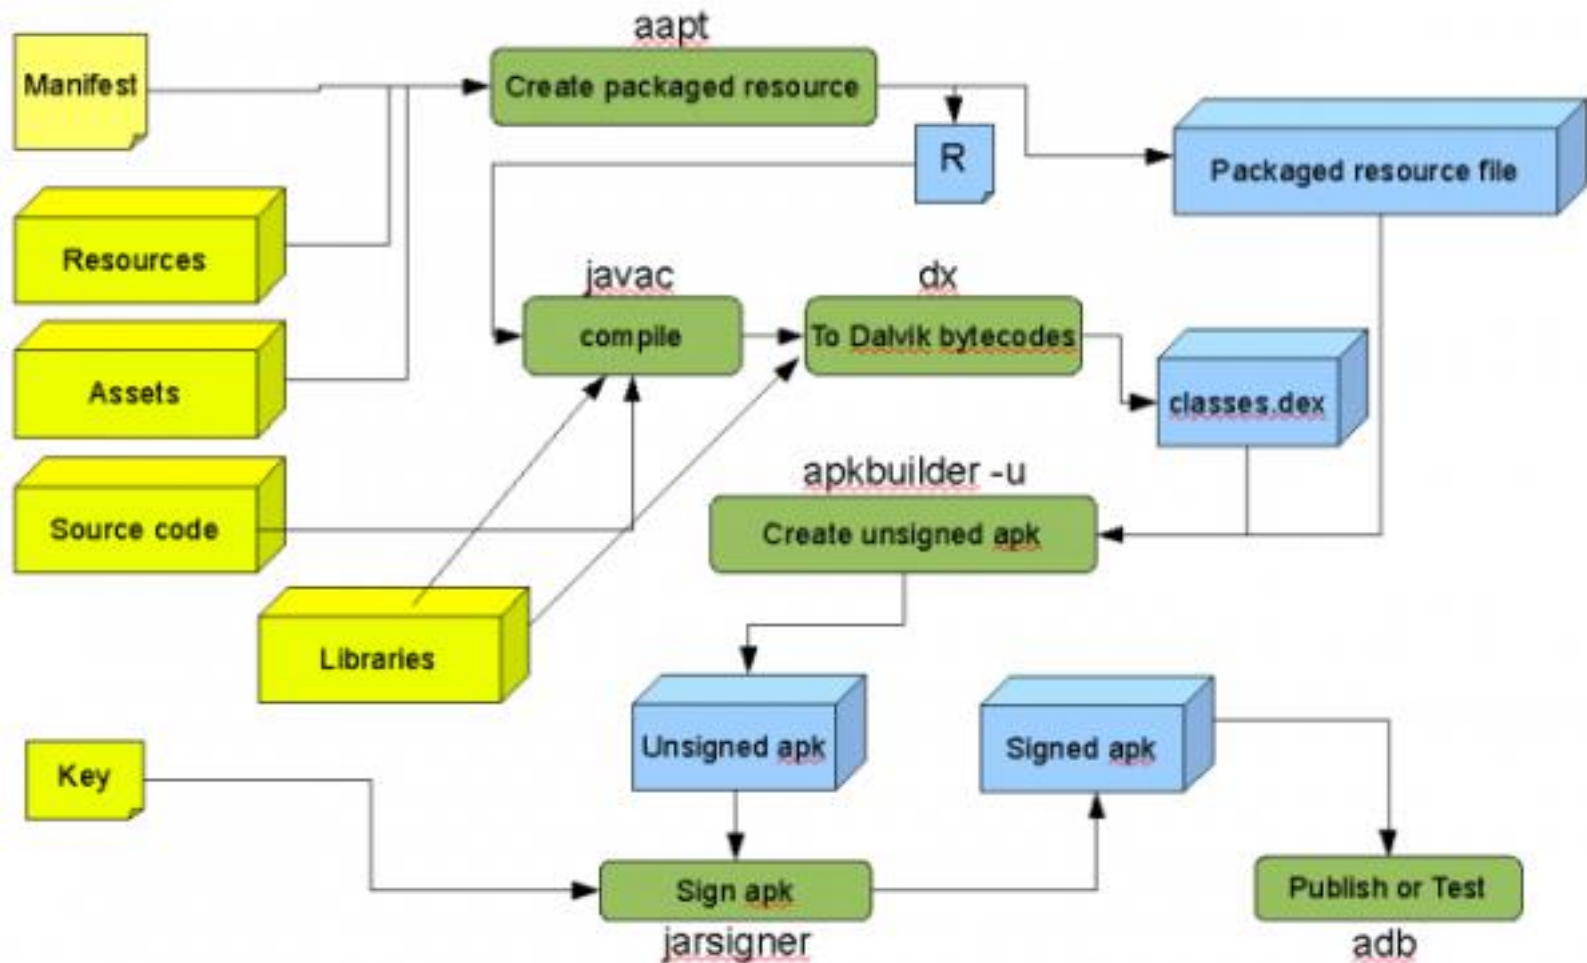 aapt
Manifest
Create packaged resource
R
Packaged resource file
Resources
javac
dx
compile
To Dalvik bytecodes
Assets
classes.dex
apkbuilder -u
Source code
Create unsigned apk
Libraries
Unsigned apk
Signed apk
Key
Sign apk
Publish or Test
jarsigner
adb